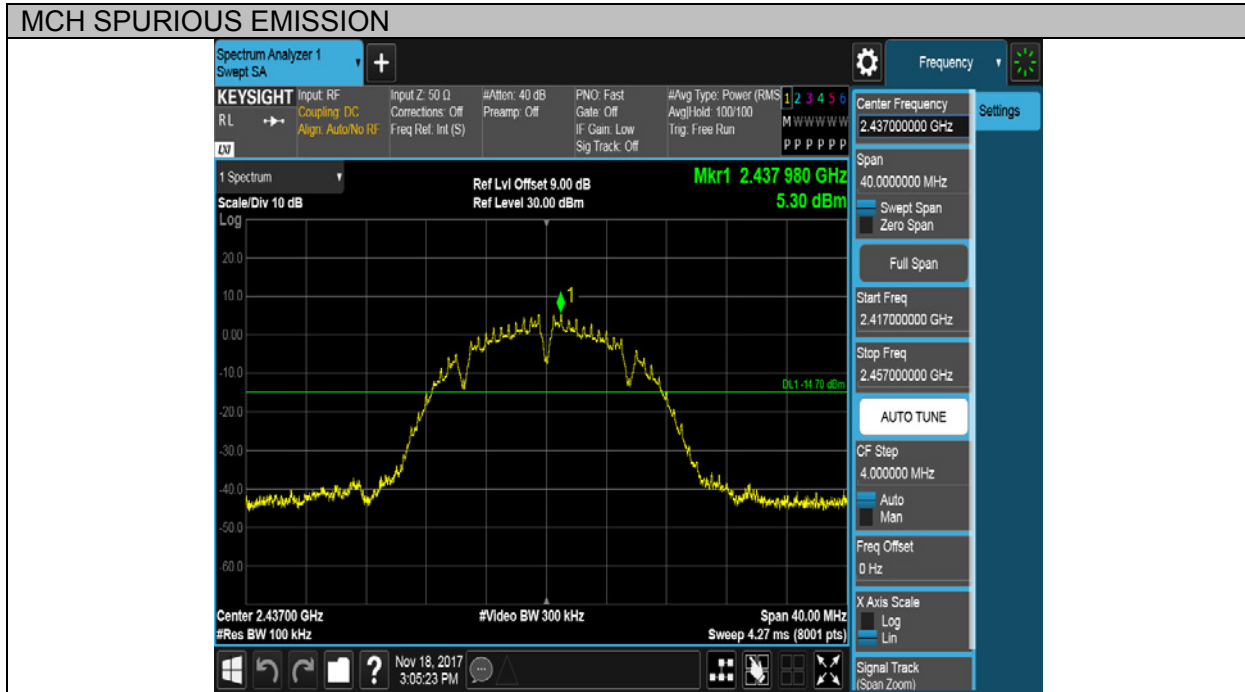 MCH SPURIOUS EMISSION
Spectrum Analyzer 1
Swept SA
+
Frequency
KEYSIGHT
RL
LXI
Input: RF
Coupling: DC
Align: Auto/No RF
Input Z: 50 Ω
Corrections: Off
Freq Ref: Int (S)
#Atten: 40 dB
Preamp: Off
PNO: Fast
Gate: Off
IF Gain: Low
Sig Track: Off
#Avg Type: Power (RMS
Avg|Hold: 100/100
Trig: Free Run
1 2 3 4 5 6
M W W W W W
P P P P P P
1 Spectrum
Scale/Div 10 dB
Log
Ref Lvl Offset 9.00 dB
Ref Level 30.00 dBm
Mkr1 2.437 980 GHz
5.30 dBm
20.0
10.0
0.00
-10.0
-20.0
-30.0
-40.0
-50.0
-60.0
1
DL1 -14.70 dBm
Center 2.43700 GHz
#Res BW 100 kHz
#Video BW 300 kHz
Span 40.00 MHz
Sweep 4.27 ms (8001 pts)
Center Frequency
2.437000000 GHz
Settings
Span
40.0000000 MHz
Swept Span
Zero Span
Full Span
Start Freq
2.417000000 GHz
Stop Freq
2.457000000 GHz
AUTO TUNE
CF Step
4.000000 MHz
Auto
Man
Freq Offset
0 Hz
X Axis Scale
Log
Lin
Signal Track
(Span Zoom)
?
Nov 18, 2017
3:05:23 PM